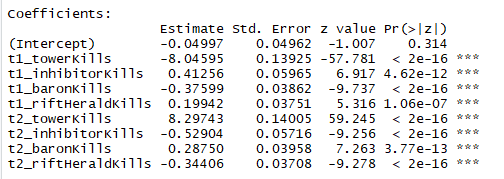 Coefficients:
Estimate Std. Error z value Pr(>|z|)
(Intercept) -0.04997 0.04962 -1.007 0.314
t1_towerKills -8.04595 0.13925 -57.781 < 2e-16 ***
t1_inhibitorKills 0.41256 0.05965 6.917 4.62e-12 ***
t1_baronKills -0.37599 0.03862 -9.737 < 2e-16 ***
t1_riftHeraldKills 0.19942 0.03751 5.316 1.06e-07 ***
t2_towerKills 8.29743 0.14005 59.245 < 2e-16 ***
t2_inhibitorKills -0.52904 0.05716 -9.256 < 2e-16 ***
t2_baronKills 0.28750 0.03958 7.263 3.77e-13 ***
t2_riftHeraldKills -0.34406 0.03708 -9.278 < 2e-16 ***